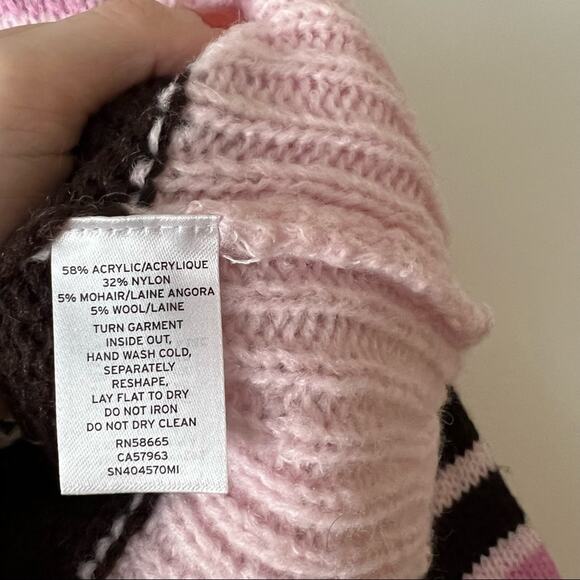 58% ACRYLIC/ACRYLIQUE
32% NYLON
5% MOHAIR/LAINE ANGORA
5% WOOL/LAINE
TURN GARMENT
INSIDE OUT,
HAND WASH COLD,
SEPARATELY
RESHAPE,
LAY FLAT TO DRY
DO NOT IRON
DO NOT DRY CLEAN
RN58665
CA57963
SN404570MI